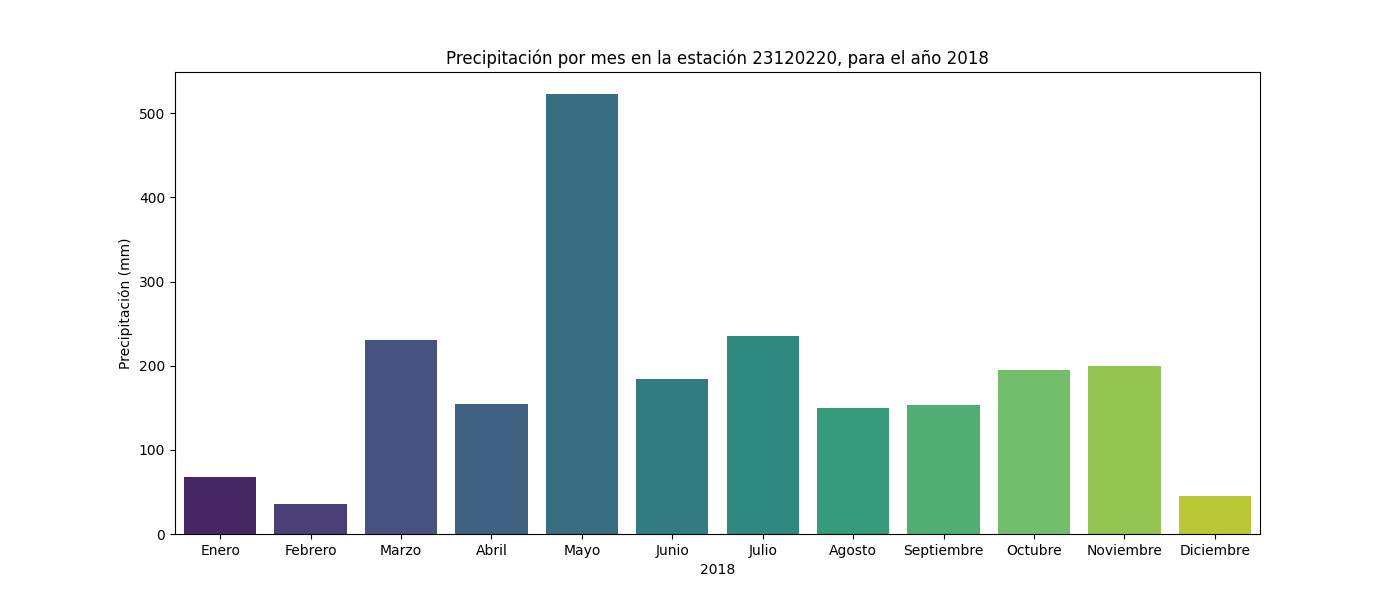 Precipitación por mes en la estación 23120220, para el año 2018
Precipitación (mm)
500
400
300
200
100
0
Enero Febrero Marzo Abril Mayo Junio Julio Agosto Septiembre Octubre Noviembre Diciembre
2018